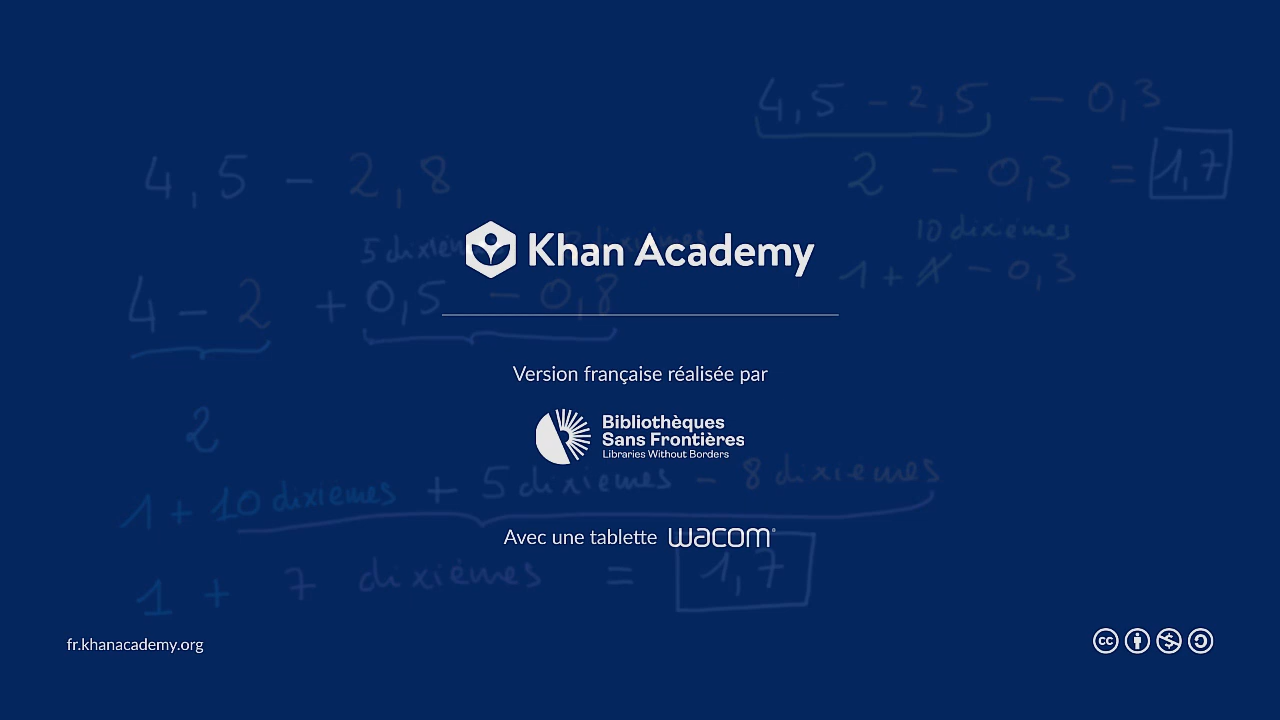 4,5 - 2,5 - 0,3
4,5 - 2,8
2 - 0,3 = 1,7
10 dixièmes
5 dixièmes
Khan Academy
1 + 1 - 0,3
4 - 2 + 0,5 - 0,8
Version française réalisée par
Bibliothèques
Sans Frontières
Libraries Without Borders
2
1 + 10 dixièmes + 5 dixièmes - 8 dixièmes
Avec une tablette wacom
1 + 7 dixièmes = 1,7
fr.khanacademy.org
cc